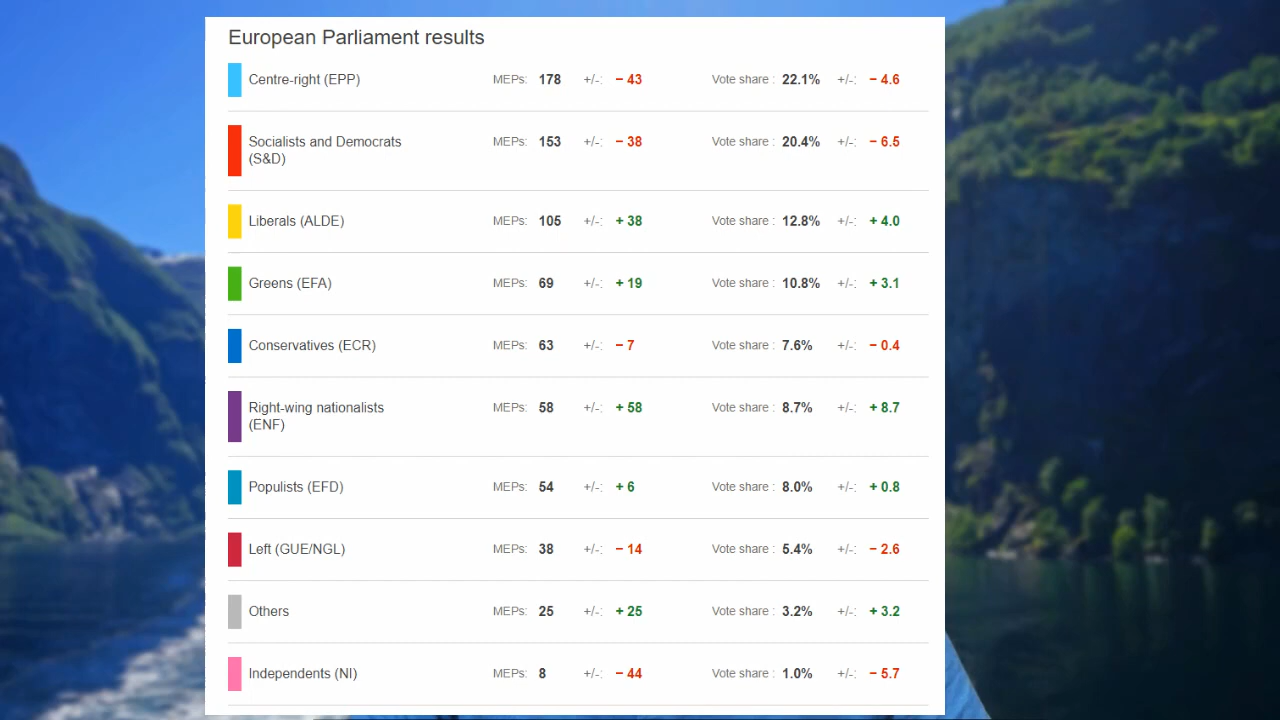 European Parliament results
Centre-right (EPP) MEPs: 178 +/-: − 43 Vote share : 22.1% +/-: − 4.6
Socialists and Democrats MEPs: 153 +/-: − 38 Vote share : 20.4% +/-: − 6.5
(S&D)
Liberals (ALDE) MEPs: 105 +/-: + 38 Vote share : 12.8% +/-: + 4.0
Greens (EFA) MEPs: 69 +/-: + 19 Vote share : 10.8% +/-: + 3.1
Conservatives (ECR) MEPs: 63 +/-: − 7 Vote share : 7.6% +/-: − 0.4
Right-wing nationalists MEPs: 58 +/-: + 58 Vote share : 8.7% +/-: + 8.7
(ENF)
Populists (EFD) MEPs: 54 +/-: + 6 Vote share : 8.0% +/-: + 0.8
Left (GUE/NGL) MEPs: 38 +/-: − 14 Vote share : 5.4% +/-: − 2.6
Others MEPs: 25 +/-: + 25 Vote share : 3.2% +/-: + 3.2
Independents (NI) MEPs: 8 +/-: − 44 Vote share : 1.0% +/-: − 5.7